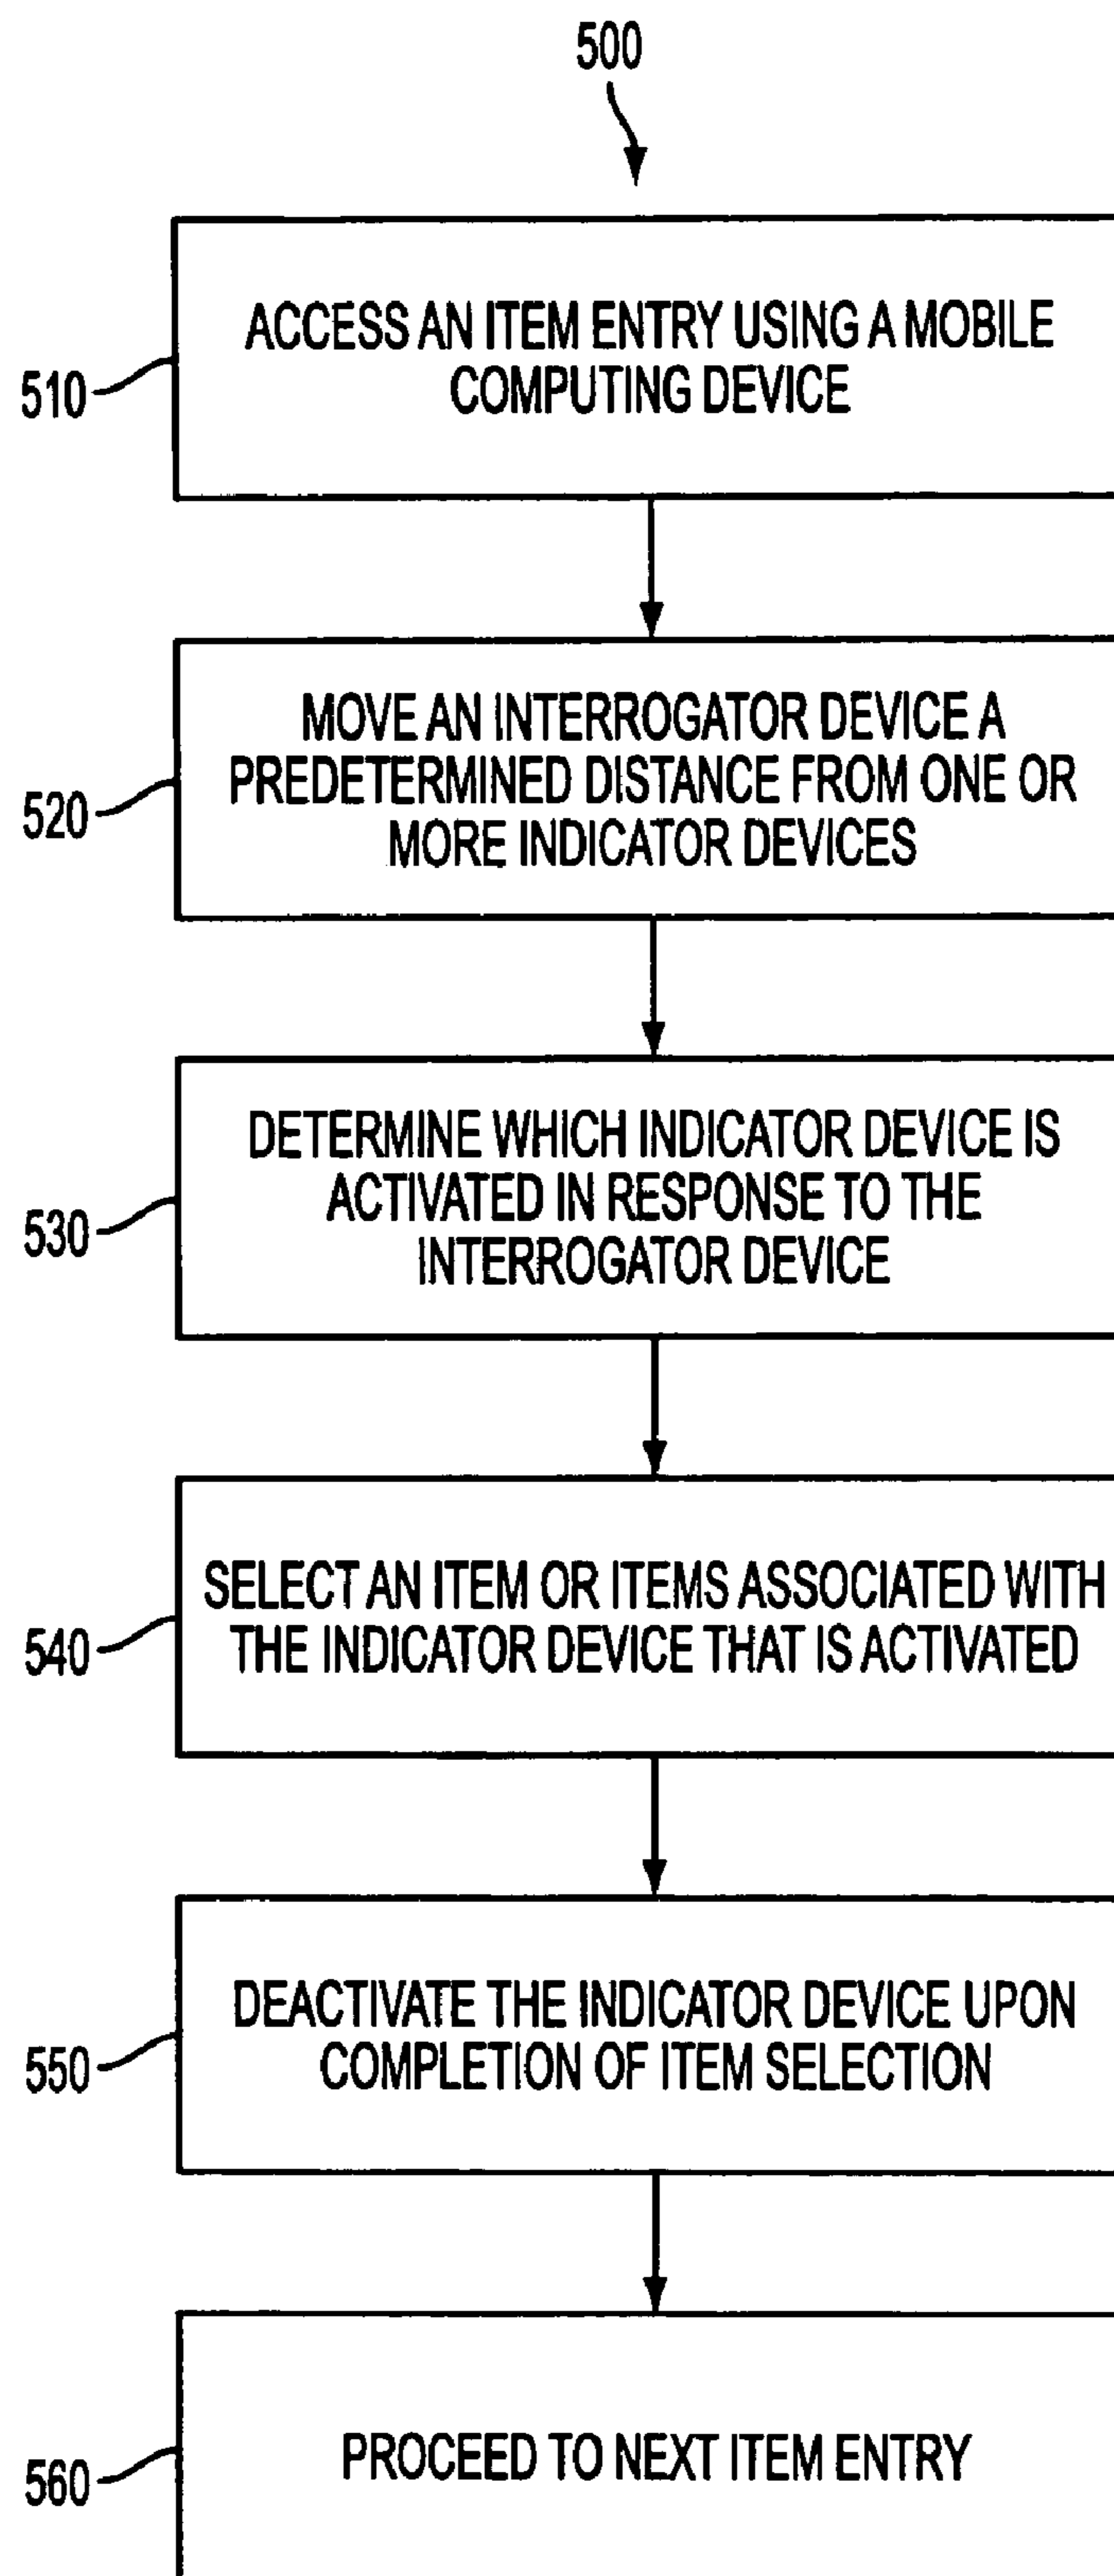 500
510
ACCESS AN ITEM ENTRY USING A MOBILE
COMPUTING DEVICE
520
MOVE AN INTERROGATOR DEVICE A
PREDETERMINED DISTANCE FROM ONE OR
MORE INDICATOR DEVICES
530
DETERMINE WHICH INDICATOR DEVICE IS
ACTIVATED IN RESPONSE TO THE
INTERROGATOR DEVICE
540
SELECT AN ITEM OR ITEMS ASSOCIATED WITH
THE INDICATOR DEVICE THAT IS ACTIVATED
550
DEACTIVATE THE INDICATOR DEVICE UPON
COMPLETION OF ITEM SELECTION
560
PROCEED TO NEXT ITEM ENTRY